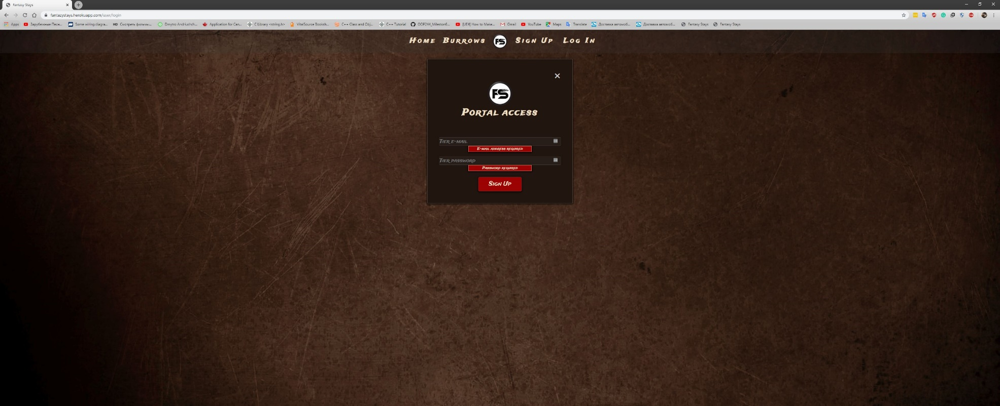 Fantasy Stays
fantazystays.herokuapp.com/user/login
Apps Зарубежные Песн... Some wiring diagra... HD Смотреть фильмы... Dmytro Andriushch... Application for Can... C Library <string.h> VitalSource Booksh... C++ Class and Obj... C++ Tutorial OOP244_Mileston6... [UE4] How to Make... Gmail YouTube Maps Translate Доставка автомоб... Доставка автомоб... Fantasy Stays Fantasy Stays
Home Burrows FS Sign Up Log In
FS
Portal access
Tier e-mail
E-mail address required
Tier password
Password required
Sign Up